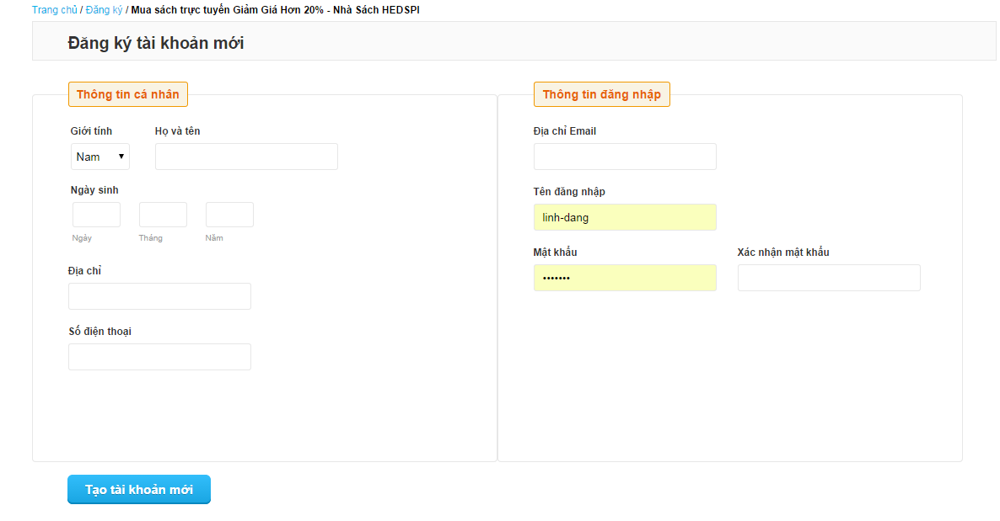 Trang chủ / Đăng ký / Mua sách trực tuyến Giảm Giá Hơn 20% - Nhà Sách HEDSPI
Đăng ký tài khoản mới
Thông tin cá nhân
Giới tính Họ và tên
Nam
Ngày sinh
Ngày Tháng Năm
Địa chỉ
Số điện thoại
Thông tin đăng nhập
Địa chỉ Email
Tên đăng nhập
linh-dang
Mật khẩu Xác nhận mật khẩu
•••••••
Tạo tài khoản mới